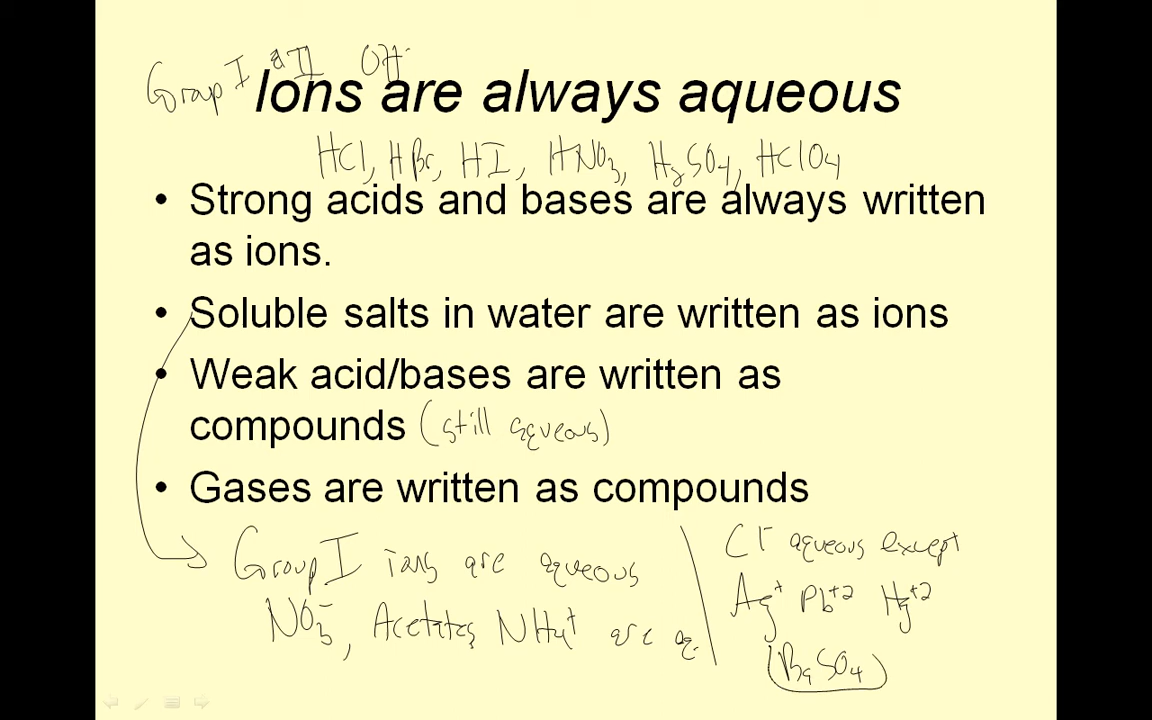 Group I & II OH-
Ions are always aqueous
HCl, HBr, HI, HNO3, H2SO4, HClO4
• Strong acids and bases are always written
as ions.
• Soluble salts in water are written as ions
• Weak acid/bases are written as
compounds (still aqueous)
• Gases are written as compounds
Group I ions are aqueous
NO3-, Acetates, NH4+ are aq.
Cl- aqueous except
Ag+ Pb+2 Hg+2
(BaSO4)